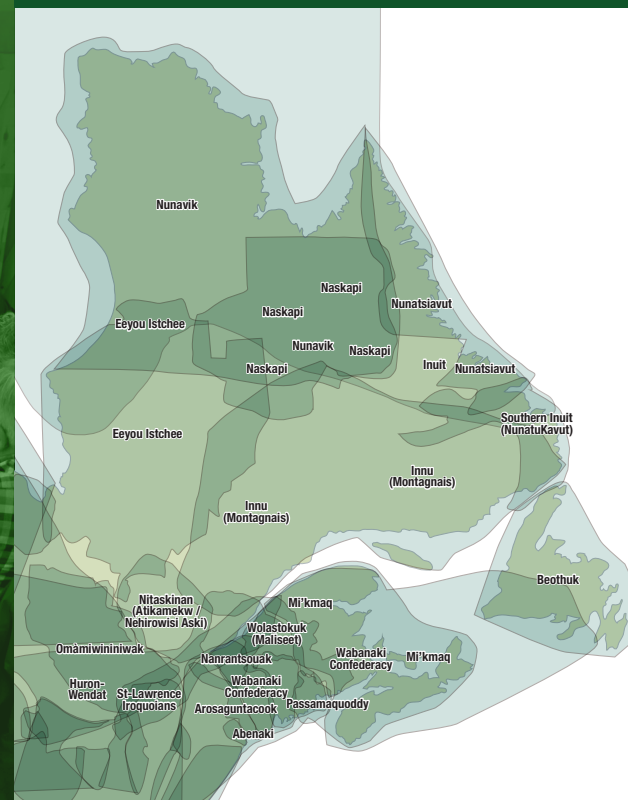 Nunavik
Naskapi
Naskapi
Nunatsiavut
Eeyou Istchee
Nunavik
Naskapi
Naskapi
Inuit
Nunatsiavut
Southern Inuit
(NunatuKavut)
Eeyou Istchee
Innu
(Montagnais)
Innu
(Montagnais)
Beothuk
Nitaskinan
(Atikamekw /
Nehirowisi Aski)
Mi'kmaq
Wolastokuk
(Maliseet)
Omámiwininiwak
Nanrantsouak
Wabanaki
Confederacy
Mi'kmaq
Huron-
Wendat
St-Lawrence
Iroquoians
Wabanaki
Confederacy
Arosaguntacook
Passamaquoddy
Abenaki